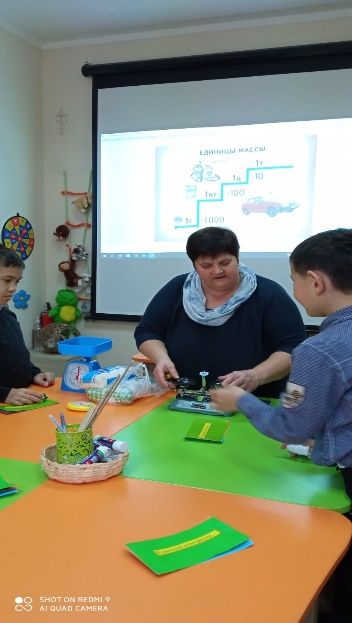 ЕДИНИЦЫ МАССЫ
1т
1ц -10
1кг -100
1г -1000
SHOT ON REDMI 9
AI QUAD CAMERA